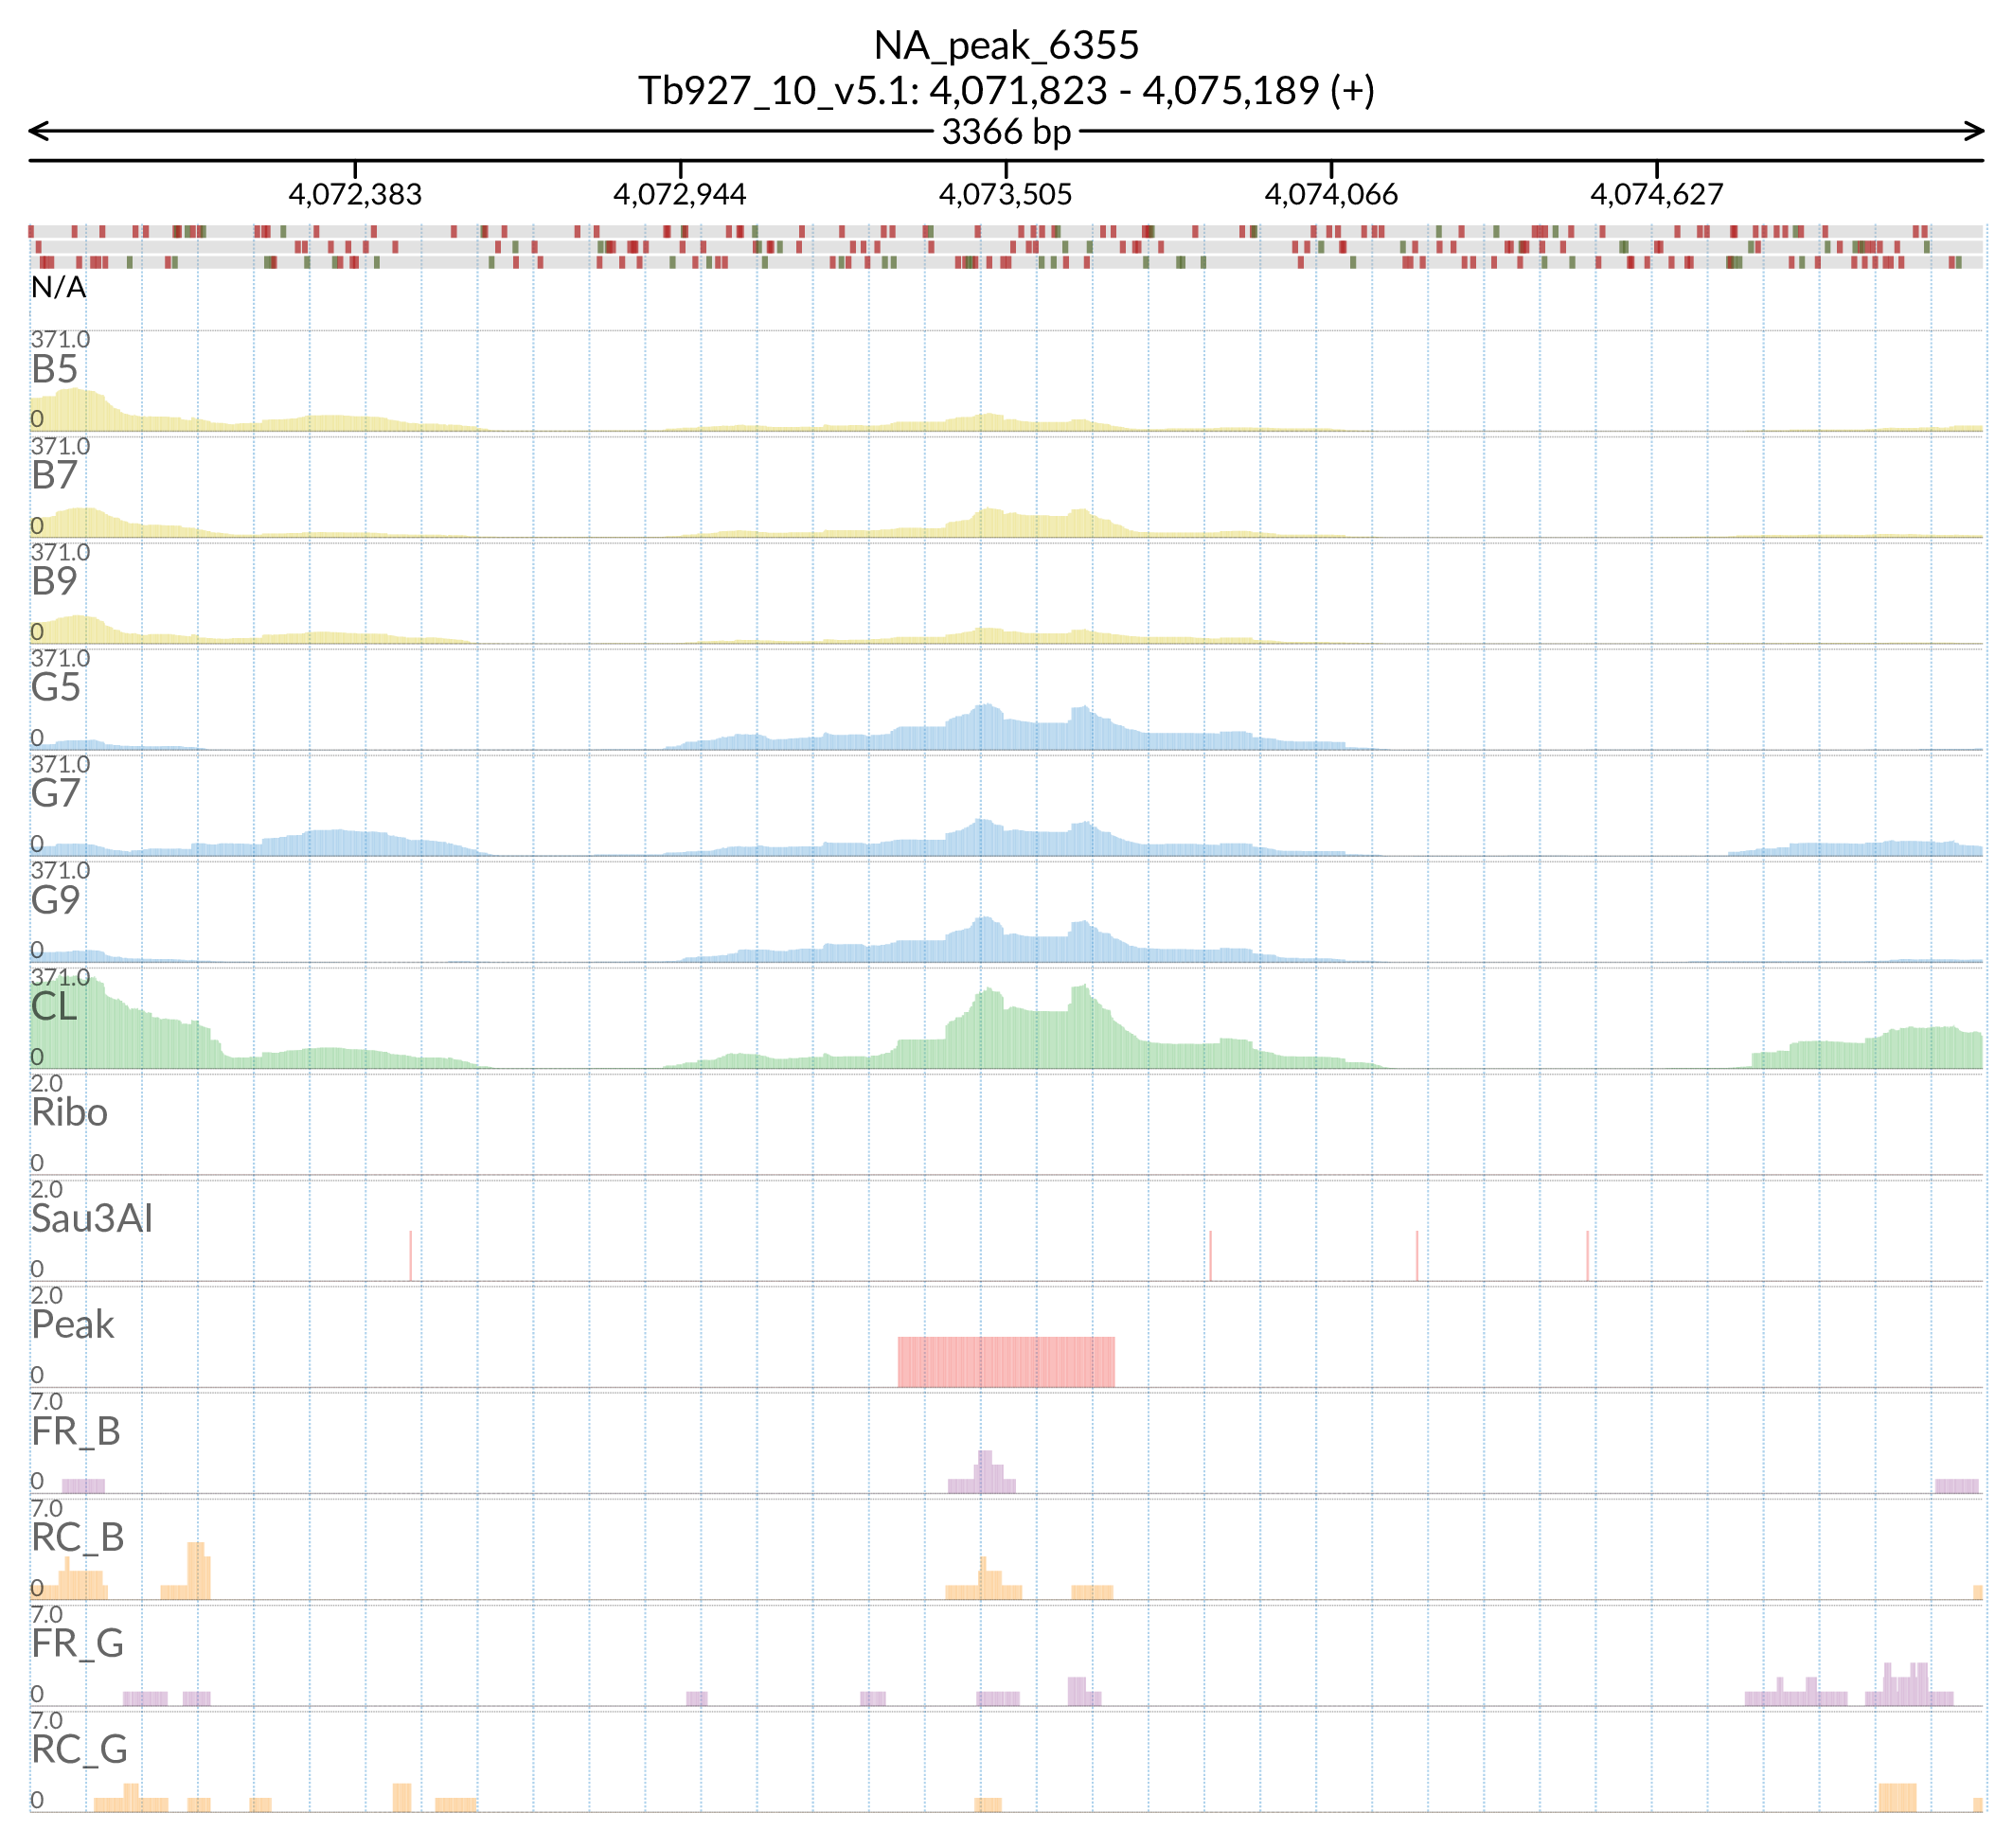 NA_peak_6355
Tb927_10_v5.1: 4,071,823 - 4,075,189 (+)
3366 bp
4,072,383 4,072,944 4,073,505 4,074,066 4,074,627
N/A
371.0
B5
0
371.0
B7
0
371.0
B9
0
371.0
G5
0
371.0
G7
0
371.0
G9
0
371.0
CL
0
2.0
Ribo
0
2.0
Sau3AI
0
2.0
Peak
0
7.0
FR_B
0
7.0
RC_B
0
7.0
FR_G
0
7.0
RC_G
0